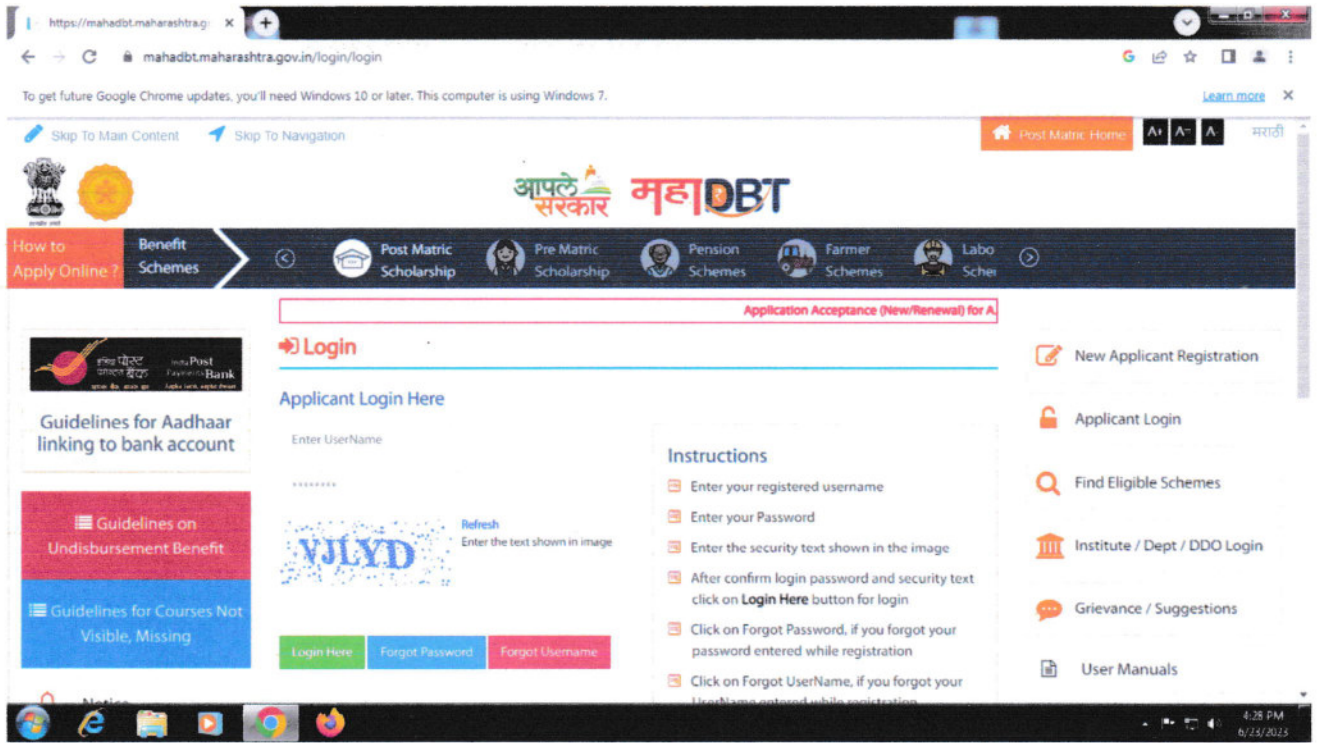 https://mahadbt.maharashtra.g
mahadbt.maharashtra.gov.in/login/login
To get future Google Chrome updates, you'll need Windows 10 or later. This computer is using Windows 7.
Learn more
Skip To Main Content
Skip To Navigation
Post Matric Home
A+
A
मराठी
आपले
सरकार
महाDBT
How to
Apply Online ?
Benefit
Schemes
Post Matric
Scholarship
Pre Matric
Scholarship
Pension
Schemes
Farmer
Schemes
Labo
Scher
Application Acceptance (New/Renewal) for A.
पोस्ट
India Post
Payments Bank
Guidelines for Aadhaar
linking to bank account
Guidelines on
Undisbursement Benefit
Guidelines for Courses Not
Visible, Missing
Notice
Login
Applicant Login Here
Enter UserName
********
VJLYD
Refresh
Enter the text shown in image
Login Here
Forgot Password
Forgot Username
Instructions
Enter your registered username
Enter your Password
Enter the security text shown in the image
After confirm login password and security text
click on Login Here button for login
Click on Forgot Password, if you forgot your
password entered while registration
Click on Forgot UserName, if you forgot your
UserName entered while registration
New Applicant Registration
Applicant Login
Find Eligible Schemes
Institute / Dept / DDO Login
Grievance / Suggestions
User Manuals
4:28 PM
6/23/2023